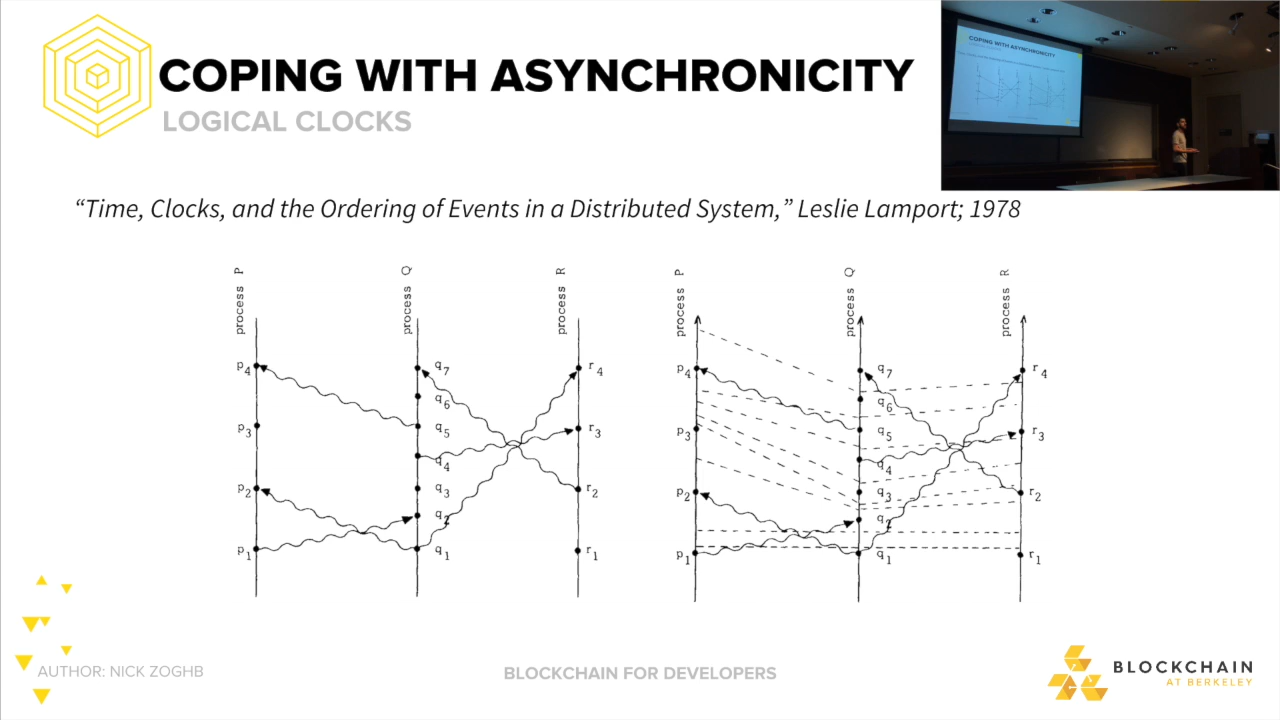 COPING WITH ASYNCHRONICITY
LOGICAL CLOCKS
COPING WITH ASYNCHRONICITY
“Time, Clocks, and the Ordering of Events in a Distributed System,” Leslie Lamport; 1978
process P
process Q
process R
p4
q7
r4
q6
p3
q5
r3
q4
p2
q3
r2
q2
p1
q1
r1
process P
process Q
process R
p4
q7
r4
q6
p3
q5
r3
q4
p2
q3
r2
q2
p1
q1
r1
AUTHOR: NICK ZOGHB
BLOCKCHAIN FOR DEVELOPERS
BLOCKCHAIN
AT BERKELEY